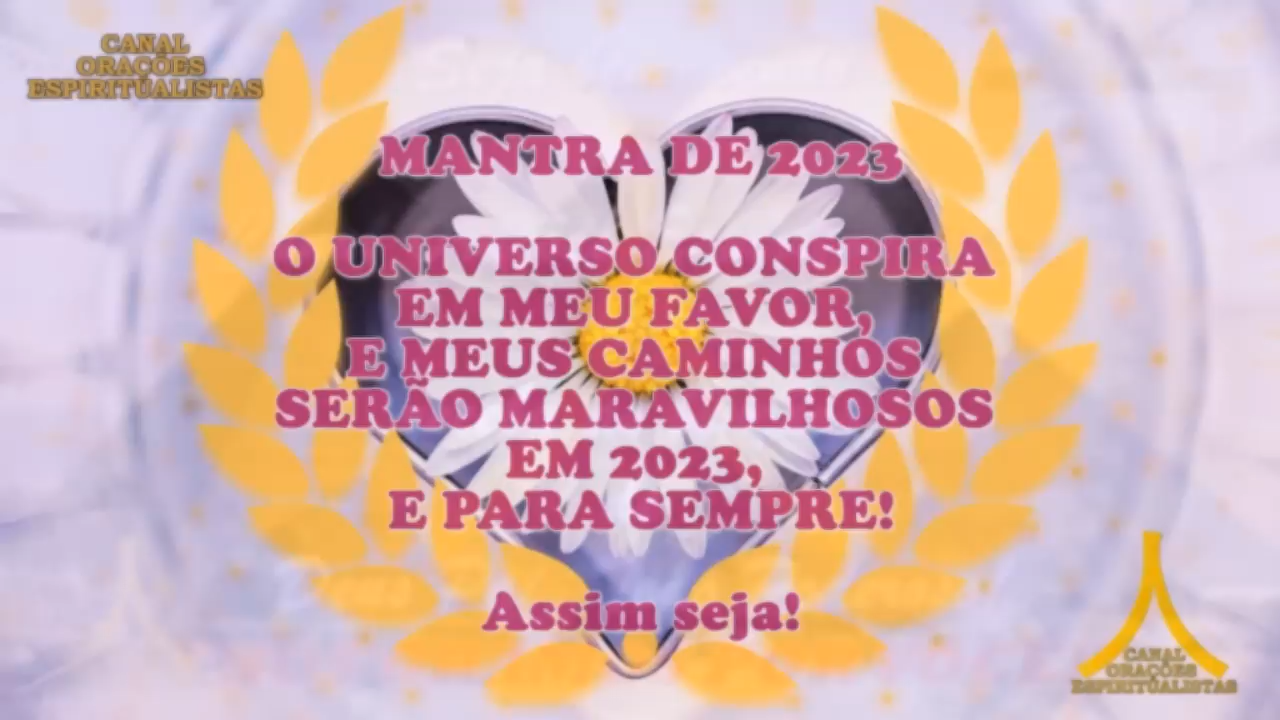 CANAL
ORAÇÕES
ESPIRITUALISTAS
MANTRA DE 2023
O UNIVERSO CONSPIRA
EM MEU FAVOR,
E MEUS CAMINHOS
SERÃO MARAVILHOSOS
EM 2023,
E PARA SEMPRE!
Assim seja!
CANAL
ORAÇÕES
ESPIRITUALISTAS